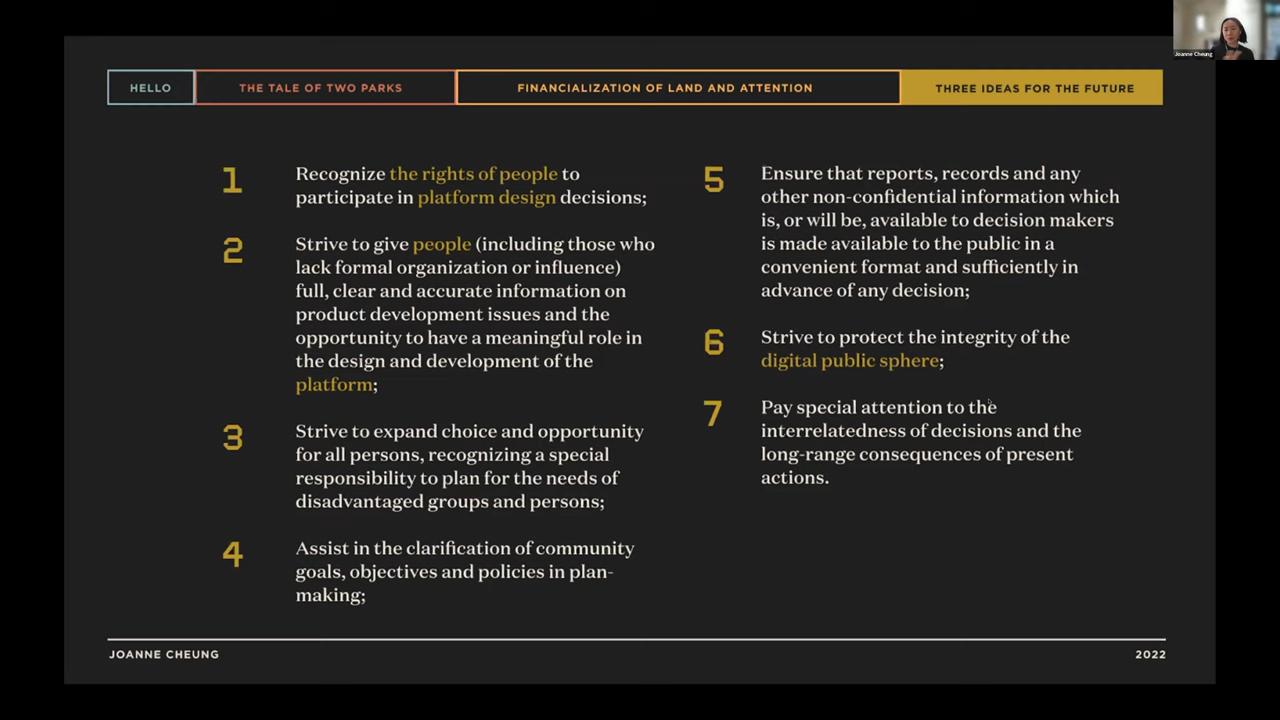 Joanne Cheung
HELLO
THE TALE OF TWO PARKS
FINANCIALIZATION OF LAND AND ATTENTION
THREE IDEAS FOR THE FUTURE
1
Recognize the rights of people to
participate in platform design decisions;
2
Strive to give people (including those who
lack formal organization or influence)
full, clear and accurate information on
product development issues and the
opportunity to have a meaningful role in
the design and development of the
platform;
3
Strive to expand choice and opportunity
for all persons, recognizing a special
responsibility to plan for the needs of
disadvantaged groups and persons;
4
Assist in the clarification of community
goals, objectives and policies in plan-
making;
5
Ensure that reports, records and any
other non-confidential information which
is, or will be, available to decision makers
is made available to the public in a
convenient format and sufficiently in
advance of any decision;
6
Strive to protect the integrity of the
digital public sphere;
7
Pay special attention to the
interrelatedness of decisions and the
long-range consequences of present
actions.
JOANNE CHEUNG
2022